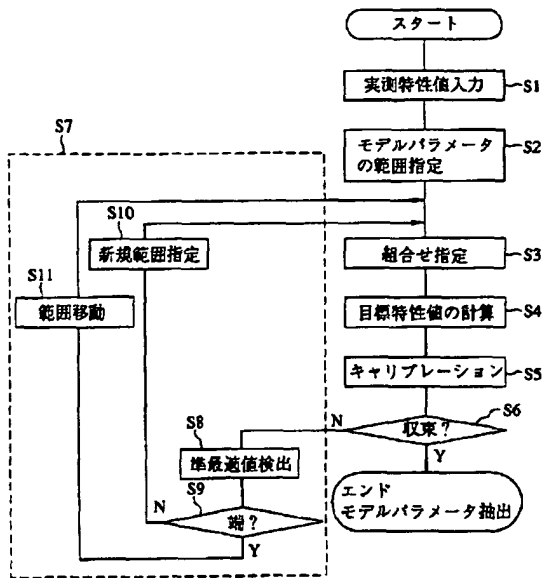 スタート
実測特性値入力
S1
モデルパラメータ
の範囲指定
S2
S7
S10
新規範囲指定
S11
範囲移動
組合せ指定
S3
目標特性値の計算
S4
キャリブレーション
S5
S6
収束?
N
Y
S8
準最適値検出
S9
端?
N
Y
エンド
モデルパラメータ抽出